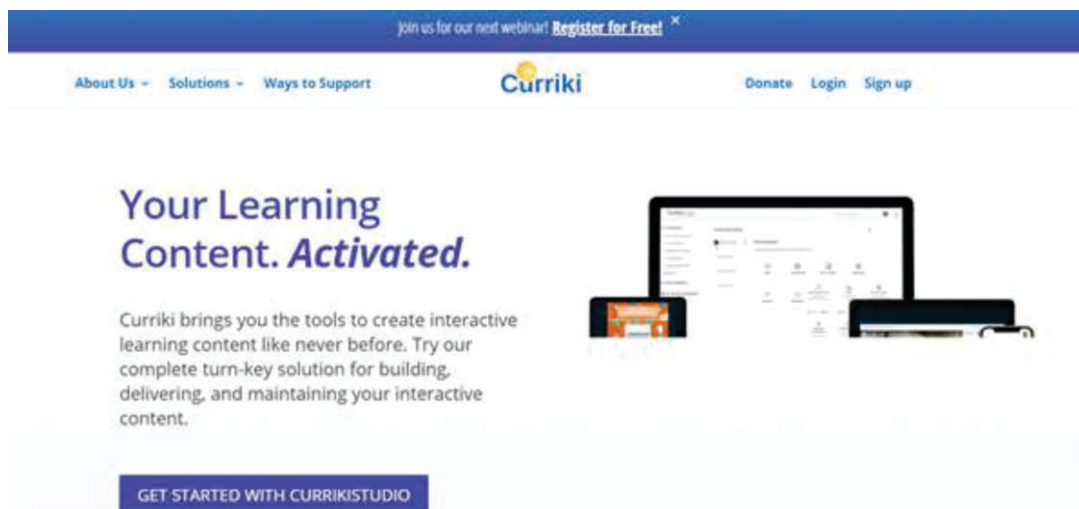 Join us for our next webinar! Register for Free! ×
About Us Solutions Ways to Support Curriki Donate Login Sign up
Your Learning
Content. Activated.
Curriki brings you the tools to create interactive
learning content like never before. Try our
complete turn-key solution for building,
delivering, and maintaining your interactive
content.
GET STARTED WITH CURRIKISTUDIO